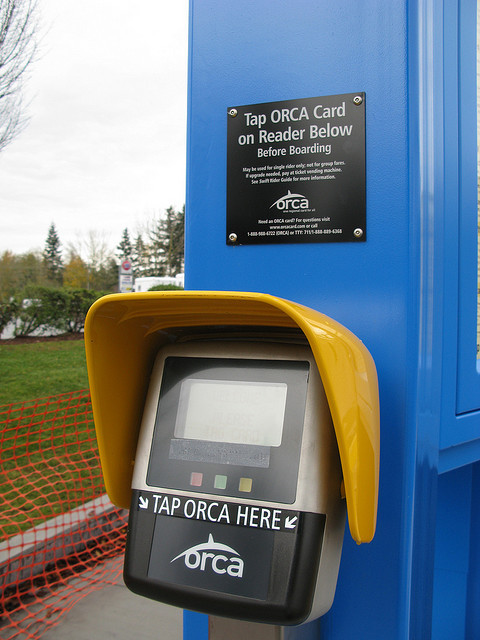 Tap ORCA Card
on Reader Below
Before Boarding
May be used for single rider only; not for group fares.
If upgrade needed, pay at ticket vending machine.
See Swift Rider Guide for more information.
orca
Need an ORCA card? For questions visit
www.orcacard.com or call
1-888-988-6722 (ORCA) or TTY: 711/1-888-889-6368
TAP ORCA HERE
orca